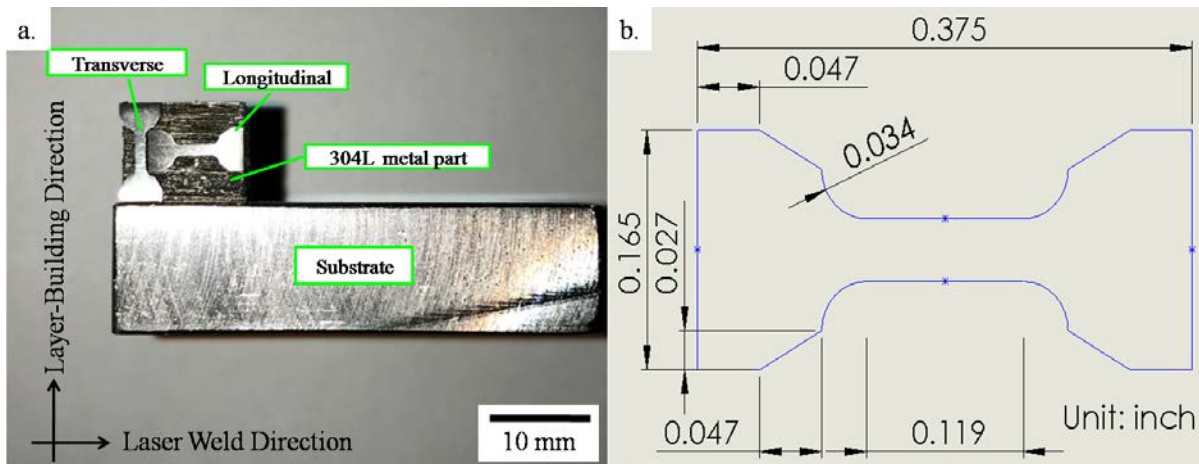 a.
Transverse
Longitudinal
304L metal part
Substrate
Layer-Building Direction
Laser Weld Direction
10 mm
b.
0.375
0.047
0.034
0.165
0.027
0.047
0.119
Unit: inch